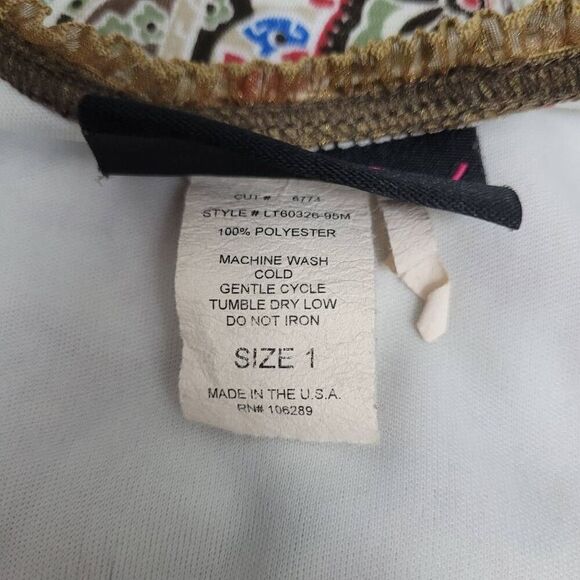 CUT # 6774
STYLE # LT60326-95M
100% POLYESTER
MACHINE WASH
COLD
GENTLE CYCLE
TUMBLE DRY LOW
DO NOT IRON
SIZE 1
MADE IN THE U.S.A.
RN# 106289